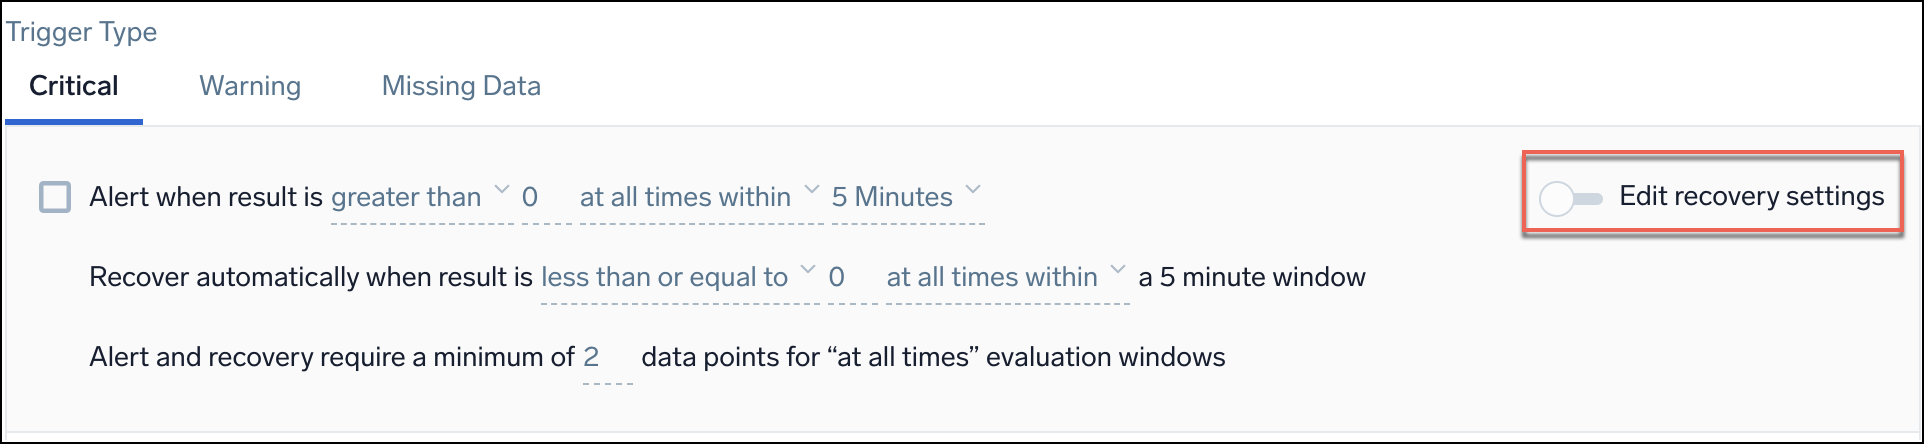 Trigger Type
Critical Warning Missing Data
Alert when result is greater than 0 at all times within 5 Minutes Edit recovery settings
Recover automatically when result is less than or equal to 0 at all times within a 5 minute window
Alert and recovery require a minimum of 2 data points for “at all times” evaluation windows